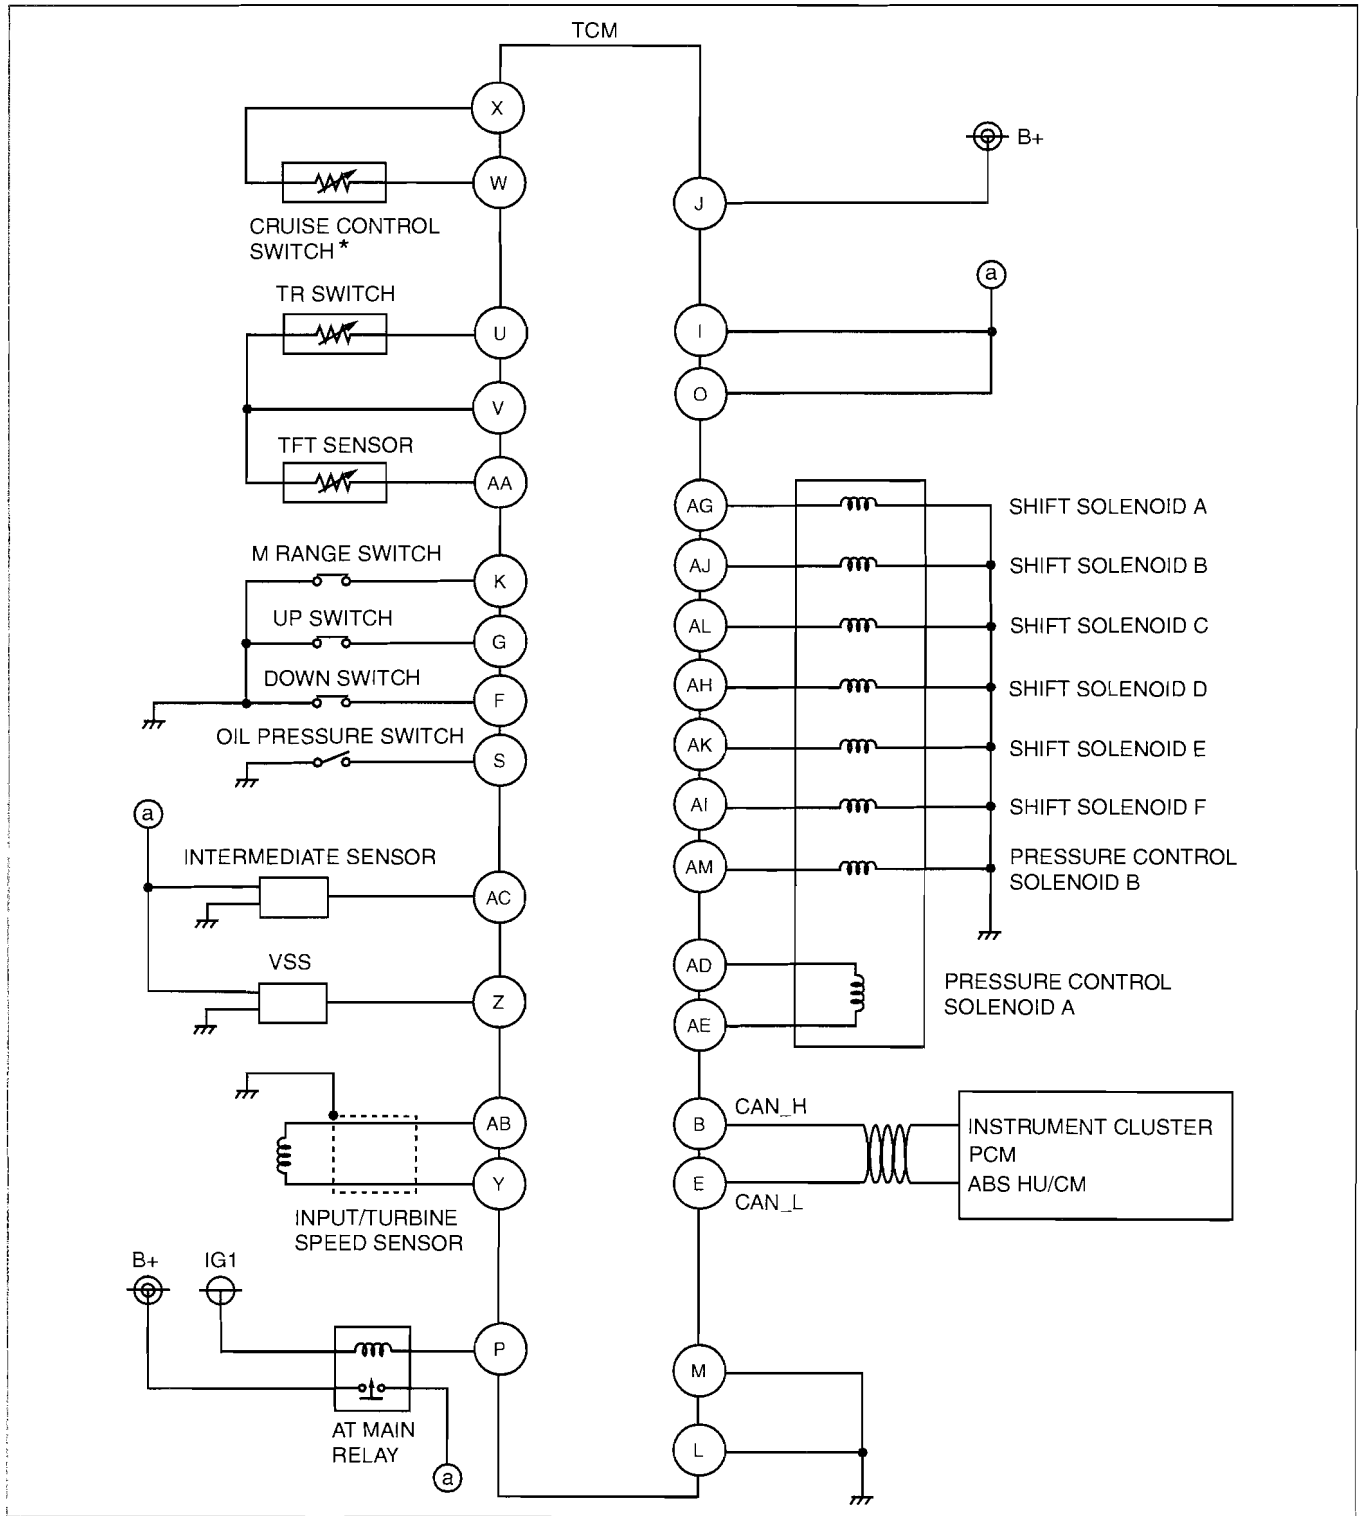 TCM
X
W
CRUISE CONTROL
SWITCH *
TR SWITCH
U
V
TFT SENSOR
AA
M RANGE SWITCH
K
UP SWITCH
G
DOWN SWITCH
F
OIL PRESSURE SWITCH
S
a
INTERMEDIATE SENSOR
AC
VSS
Z
AB
Y
INPUT/TURBINE
SPEED SENSOR
B+
IG1
P
AT MAIN
RELAY
a
B+
J
a
I
O
AG
SHIFT SOLENOID A
AJ
SHIFT SOLENOID B
AL
SHIFT SOLENOID C
AH
SHIFT SOLENOID D
AK
SHIFT SOLENOID E
AI
SHIFT SOLENOID F
AM
PRESSURE CONTROL
SOLENOID B
AD
AE
PRESSURE CONTROL
SOLENOID A
B
CAN_H
E
CAN_L
INSTRUMENT CLUSTER
PCM
ABS HU/CM
M
L